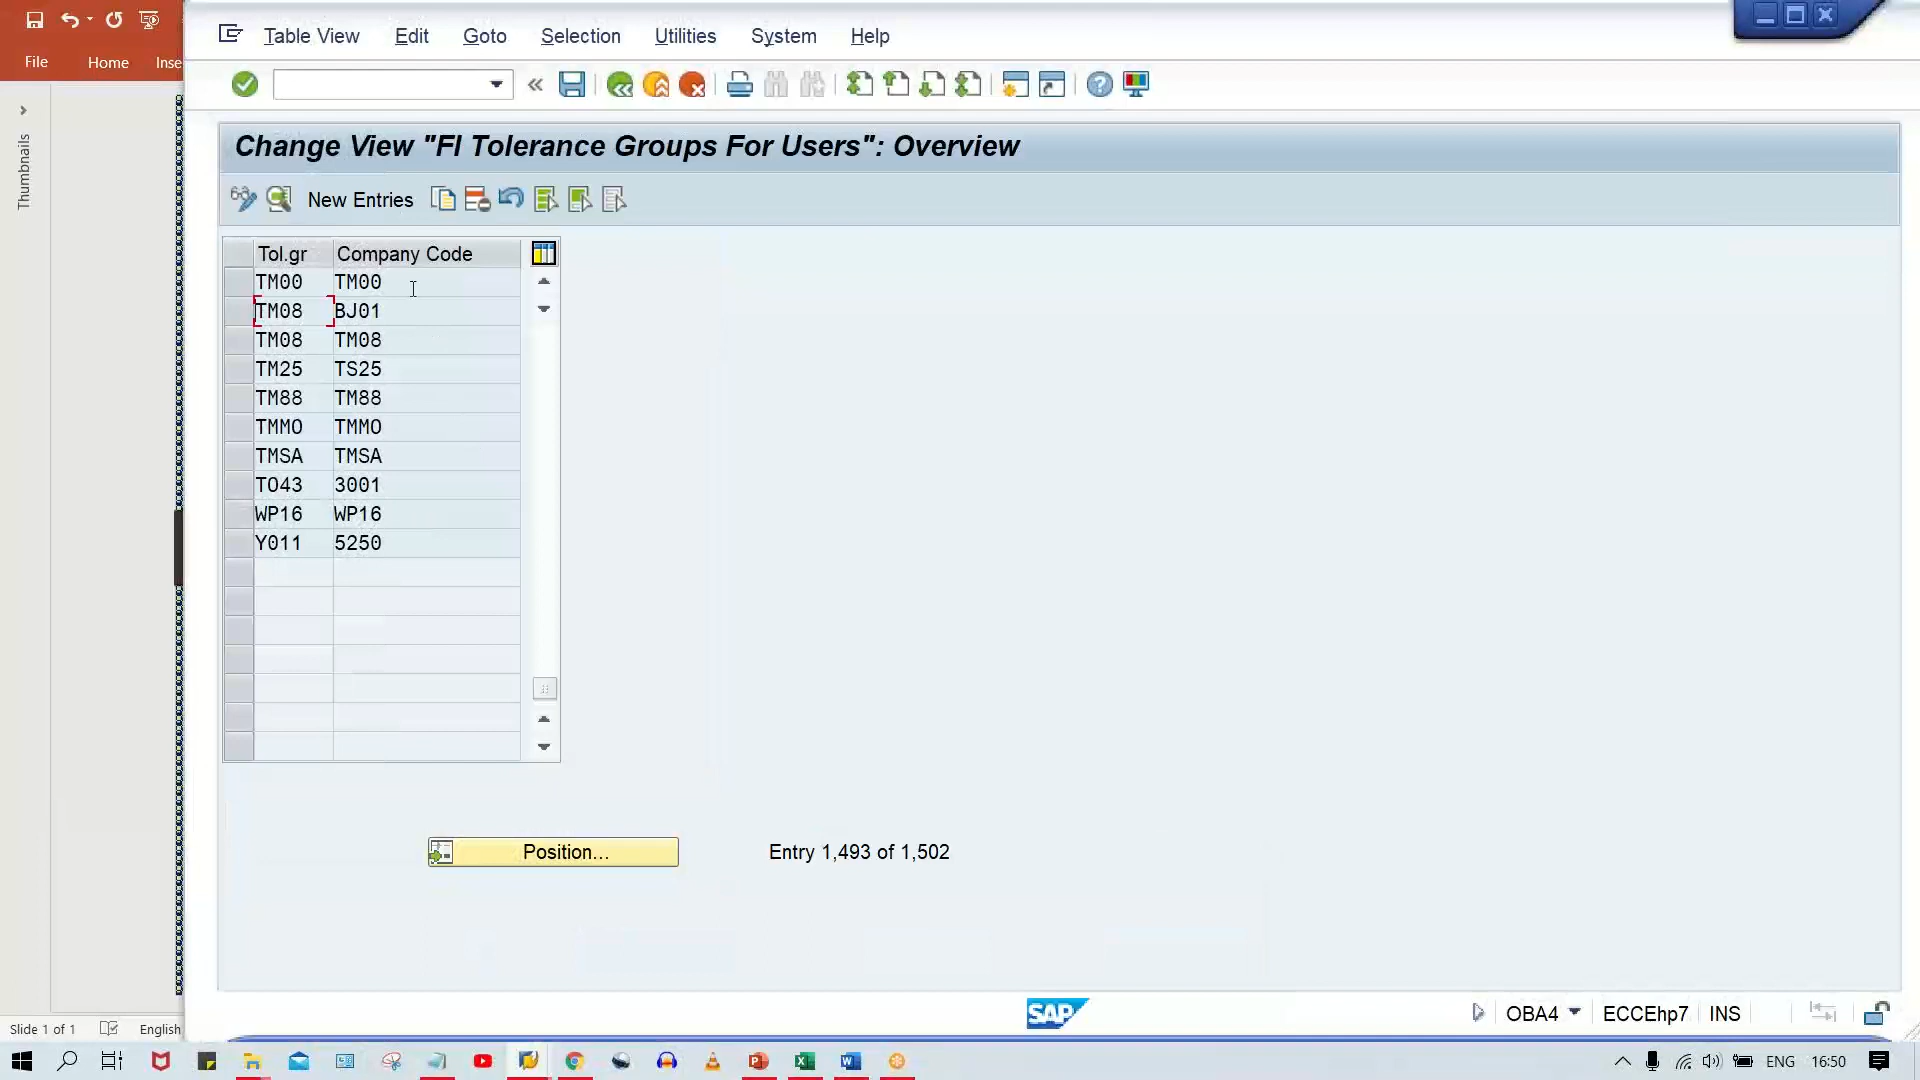 File Home Inse
Thumbnails
Table View Edit Goto Selection Utilities System Help
Change View "FI Tolerance Groups For Users": Overview
New Entries
Tol.gr Company Code
TM00 TM00
TM08 BJ01
TM08 TM08
TM25 TS25
TM88 TM88
TMMO TMMO
TMSA TMSA
TO43 3001
WP16 WP16
Y011 5250
Position... Entry 1,493 of 1,502
SAP OBA4 ECCEhp7 INS
Slide 1 of 1 English
ENG 16:50